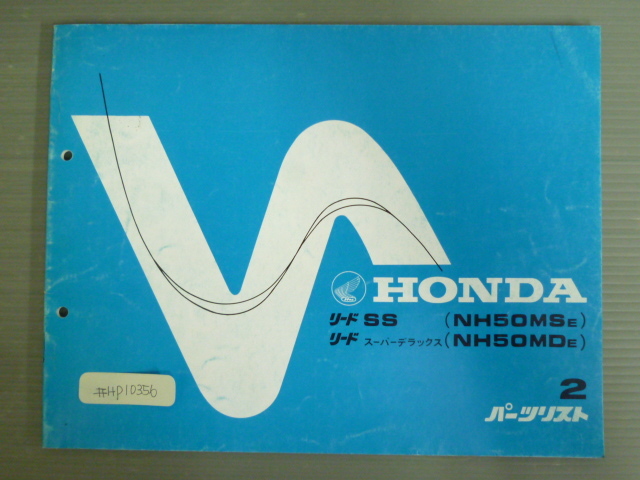 HONDA
リード SS (NH50MSE)
リード スーパーデラックス (NH50MDE)
2
パーツリスト
#HP10356